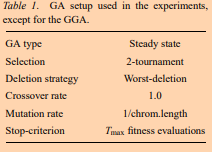 Table 1. GA setup used in the experiments,
except for the GGA.
GA type Steady state
Selection 2-tournament
Deletion strategy Worst-deletion
Crossover rate 1.0
Mutation rate 1/chrom.length
Stop-criterion Tmax fitness evaluations